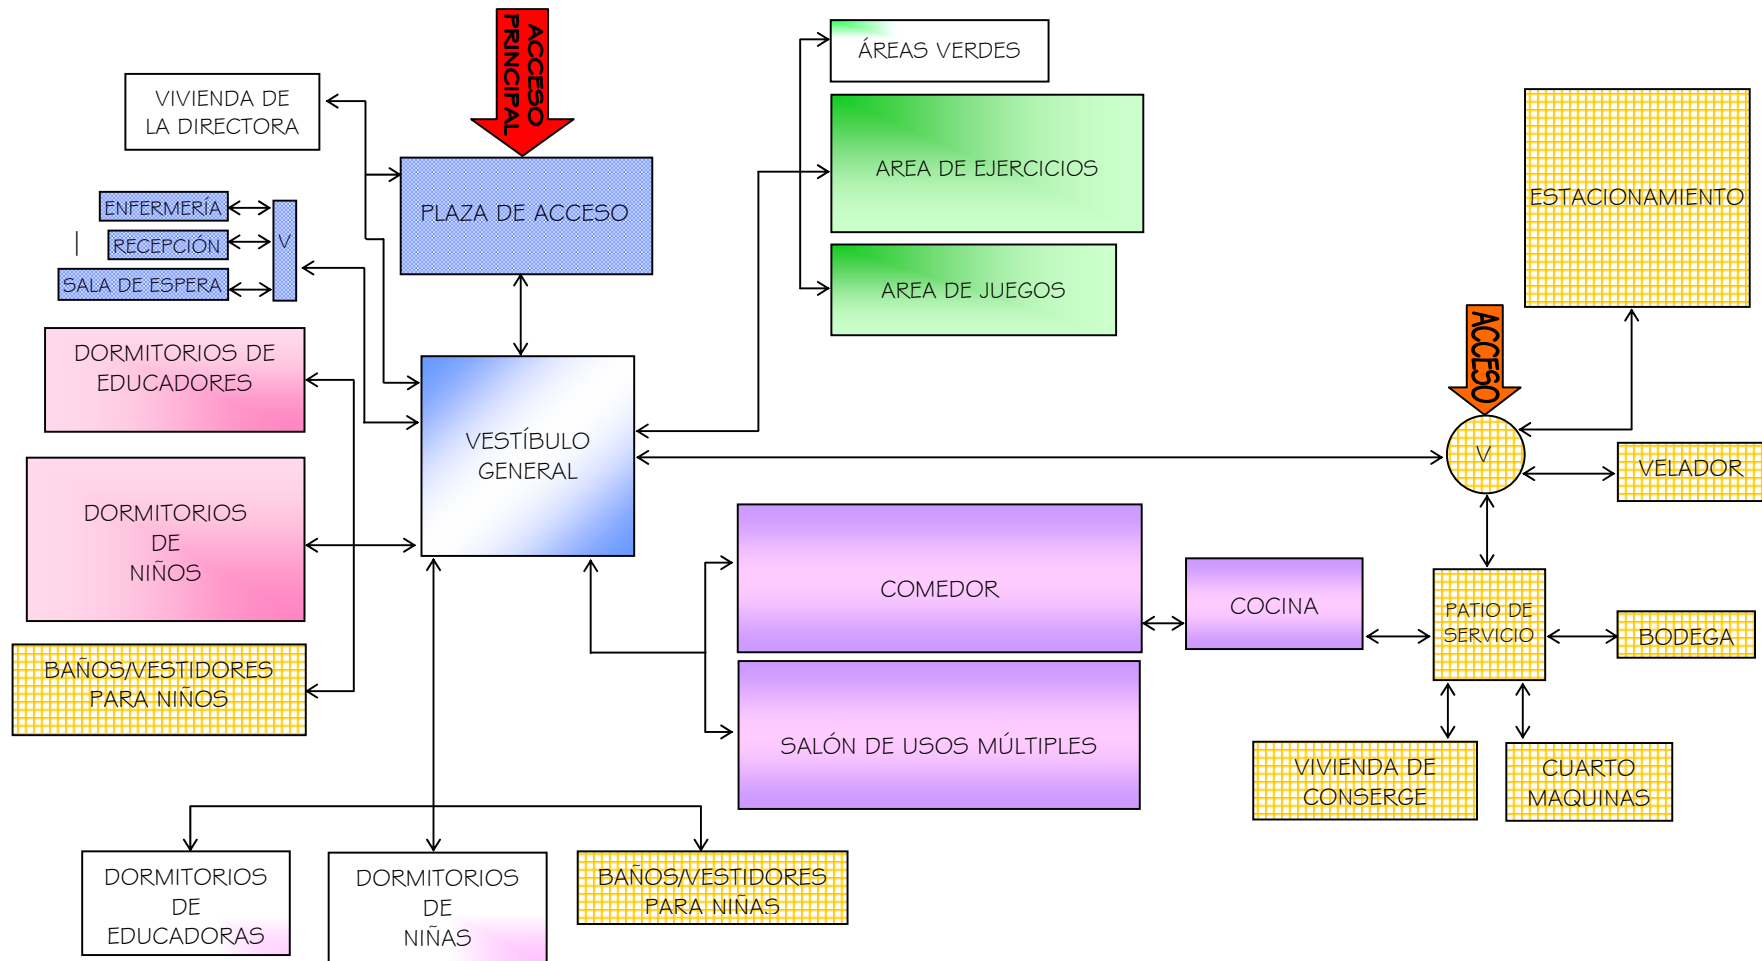 ACCESO
PRINCIPAL
ÁREAS VERDES
VIVIENDA DE
LA DIRECTORA
AREA DE EJERCICIOS
PLAZA DE ACCESO
ESTACIONAMIENTO
ENFERMERÍA
RECEPCIÓN
SALA DE ESPERA
V
AREA DE JUEGOS
ACCESO
DORMITORIOS DE
EDUCADORES
VESTÍBULO
GENERAL
V
VELADOR
DORMITORIOS
DE
NIÑOS
COMEDOR
COCINA
PATIO DE
SERVICIO
BODEGA
BAÑOS/VESTIDORES
PARA NIÑOS
SALÓN DE USOS MÚLTIPLES
VIVIENDA DE
CONSERGE
CUARTO
MAQUINAS
DORMITORIOS
DE
EDUCADORAS
DORMITORIOS
DE
NIÑAS
BAÑOS/VESTIDORES
PARA NIÑAS